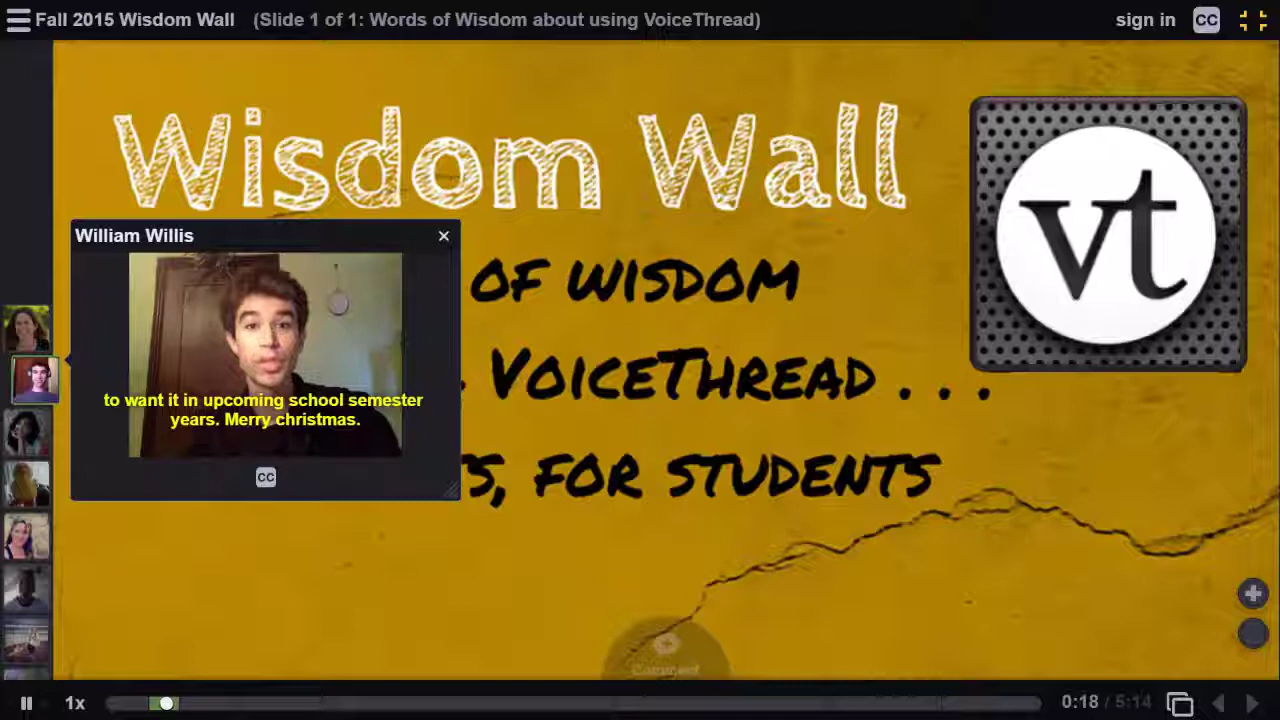 Fall 2015 Wisdom Wall (Slide 1 of 1: Words of Wisdom about using VoiceThread) sign in CC
Wisdom Wall
vt
William Willis
OF WISDOM
VOICETHREAD . . .
to want it in upcoming school semester
years. Merry christmas.
CC
S, FOR STUDENTS
Comment
1x 0:18 / 5:14